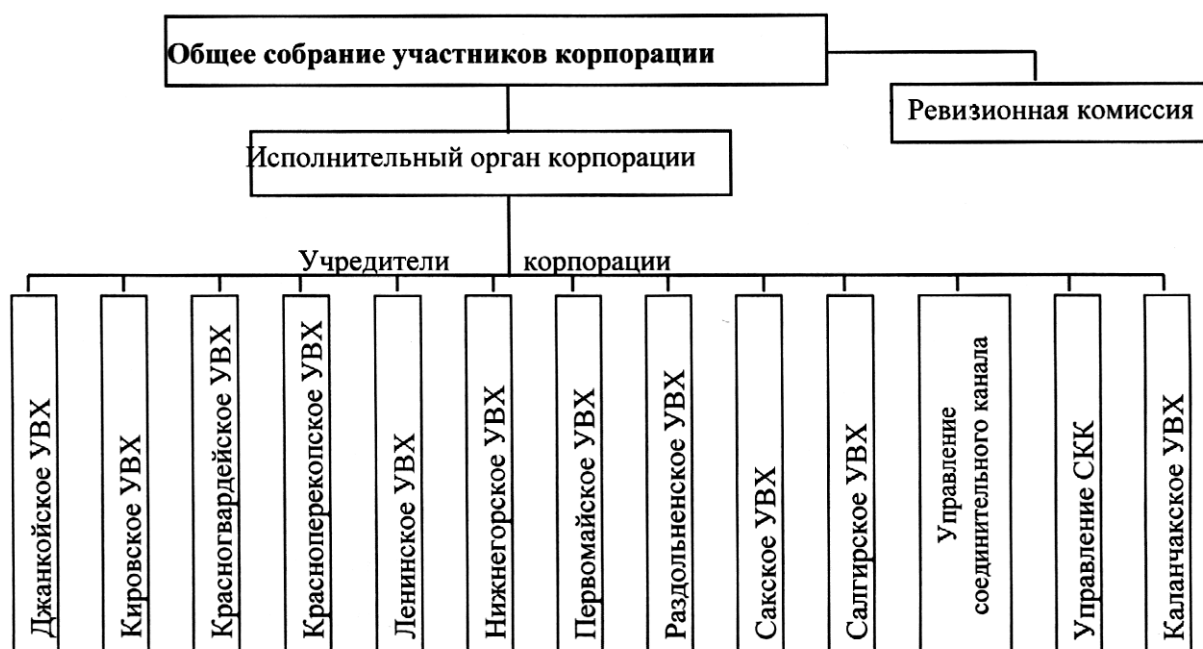 Общее собрание участников корпорации
Ревизионная комиссия
Исполнительный орган корпорации
Учредители корпорации
Джанкойское УВХ
Кировское УВХ
Красногвардейское УВХ
Красноперекопское УВХ
Ленинское УВХ
Нижнегорское УВХ
Первомайское УВХ
Раздольненское УВХ
Сакское УВХ
Салгирское УВХ
Управление
соединительного канала
Управление СКК
Каланчакское УВХ